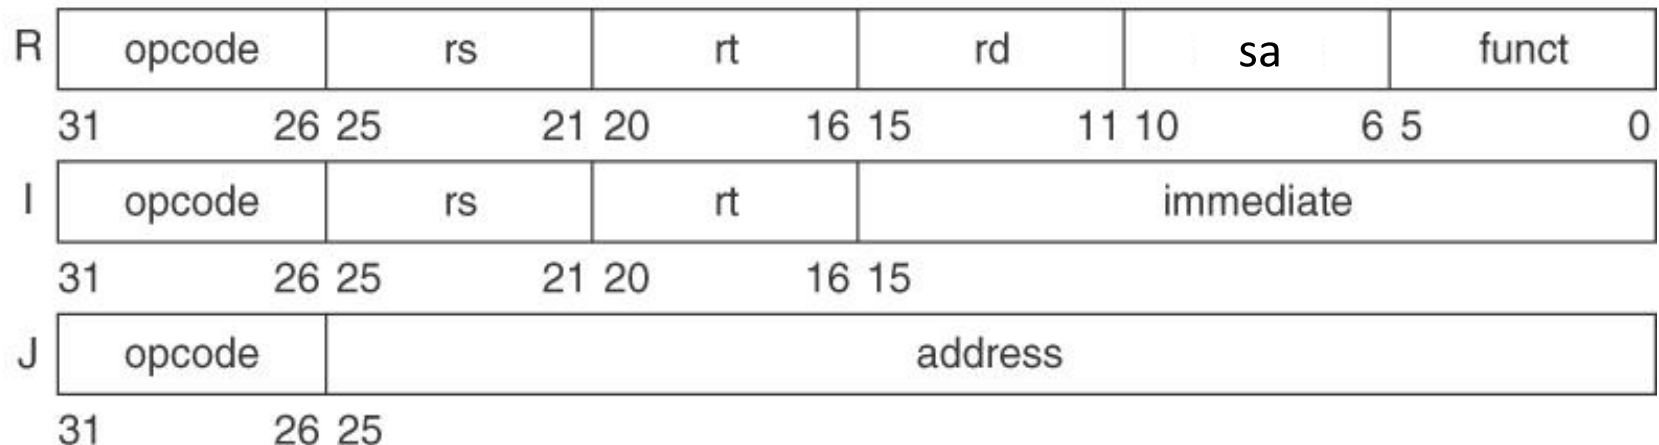 R opcode rs rt rd sa funct
31 26 25 21 20 16 15 11 10 6 5 0
I opcode rs rt immediate
31 26 25 21 20 16 15
J opcode address
31 26 25